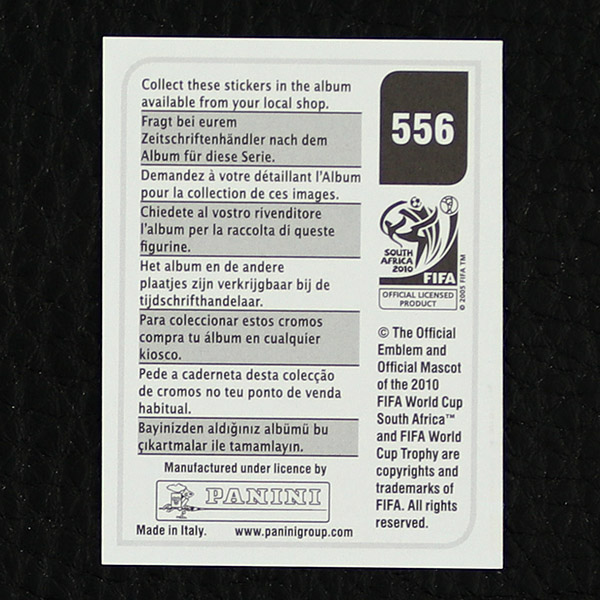 Collect these stickers in the album
available from your local shop.
Fragt bei eurem
Zeitschriftenhändler nach dem
Album für diese Serie.
Demandez à votre détaillant l'Album
pour la collection de ces images.
Chiedete al vostro rivenditore
l'album per la raccolta di queste
figurine.
Het album en de andere
plaatjes zijn verkrijgbaar bij de
tijdschrifthandelaar.
Para coleccionar estos cromos
compra tu álbum en cualquier
kiosco.
Pede a caderneta desta colecção
de cromos no teu ponto de venda
habitual.
Bayinizden aldığınız albümü bu
çıkartmalar ile tamamlayın.
Manufactured under licence by
PANINI
Made in Italy. www.paninigroup.com
556
SOUTH
AFRICA
2010
FIFA
OFFICIAL LICENSED
PRODUCT
© 2005 FIFA TM
© The Official
Emblem and
Official Mascot
of the 2010
FIFA World Cup
South Africa™
and FIFA World
Cup Trophy are
copyrights and
trademarks of
FIFA. All rights
reserved.